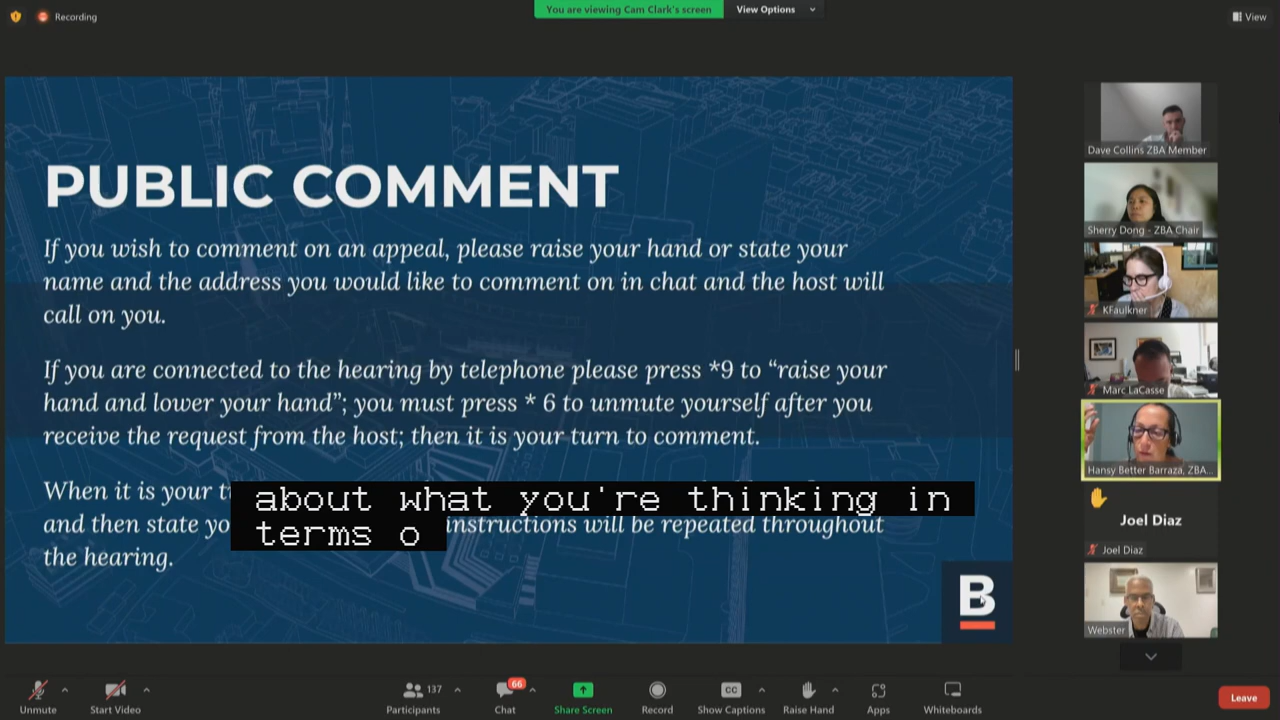 Recording
You are viewing Cam Clark's screen
View Options
View
PUBLIC COMMENT
If you wish to comment on an appeal, please raise your hand or state your
name and the address you would like to comment on in chat and the host will
call on you.
If you are connected to the hearing by telephone please press *9 to “raise your
hand and lower your hand”; you must press * 6 to unmute yourself after you
receive the request from the host; then it is your turn to comment.
When it is your
and then state instructions will be repeated throughout
the hearing.
about what you're thinking in
terms o
B
Dave Collins ZBA Member
Sherry Dong - ZBA Chair
KFaulkner
Marc LaCasse
Hansy Better Barraza, ZBA...
Joel Diaz
Joel Diaz
Webster
Unmute
Start Video
137
Participants
66
Chat
Share Screen
Record
CC
Show Captions
Raise Hand
Apps
Whiteboards
Leave